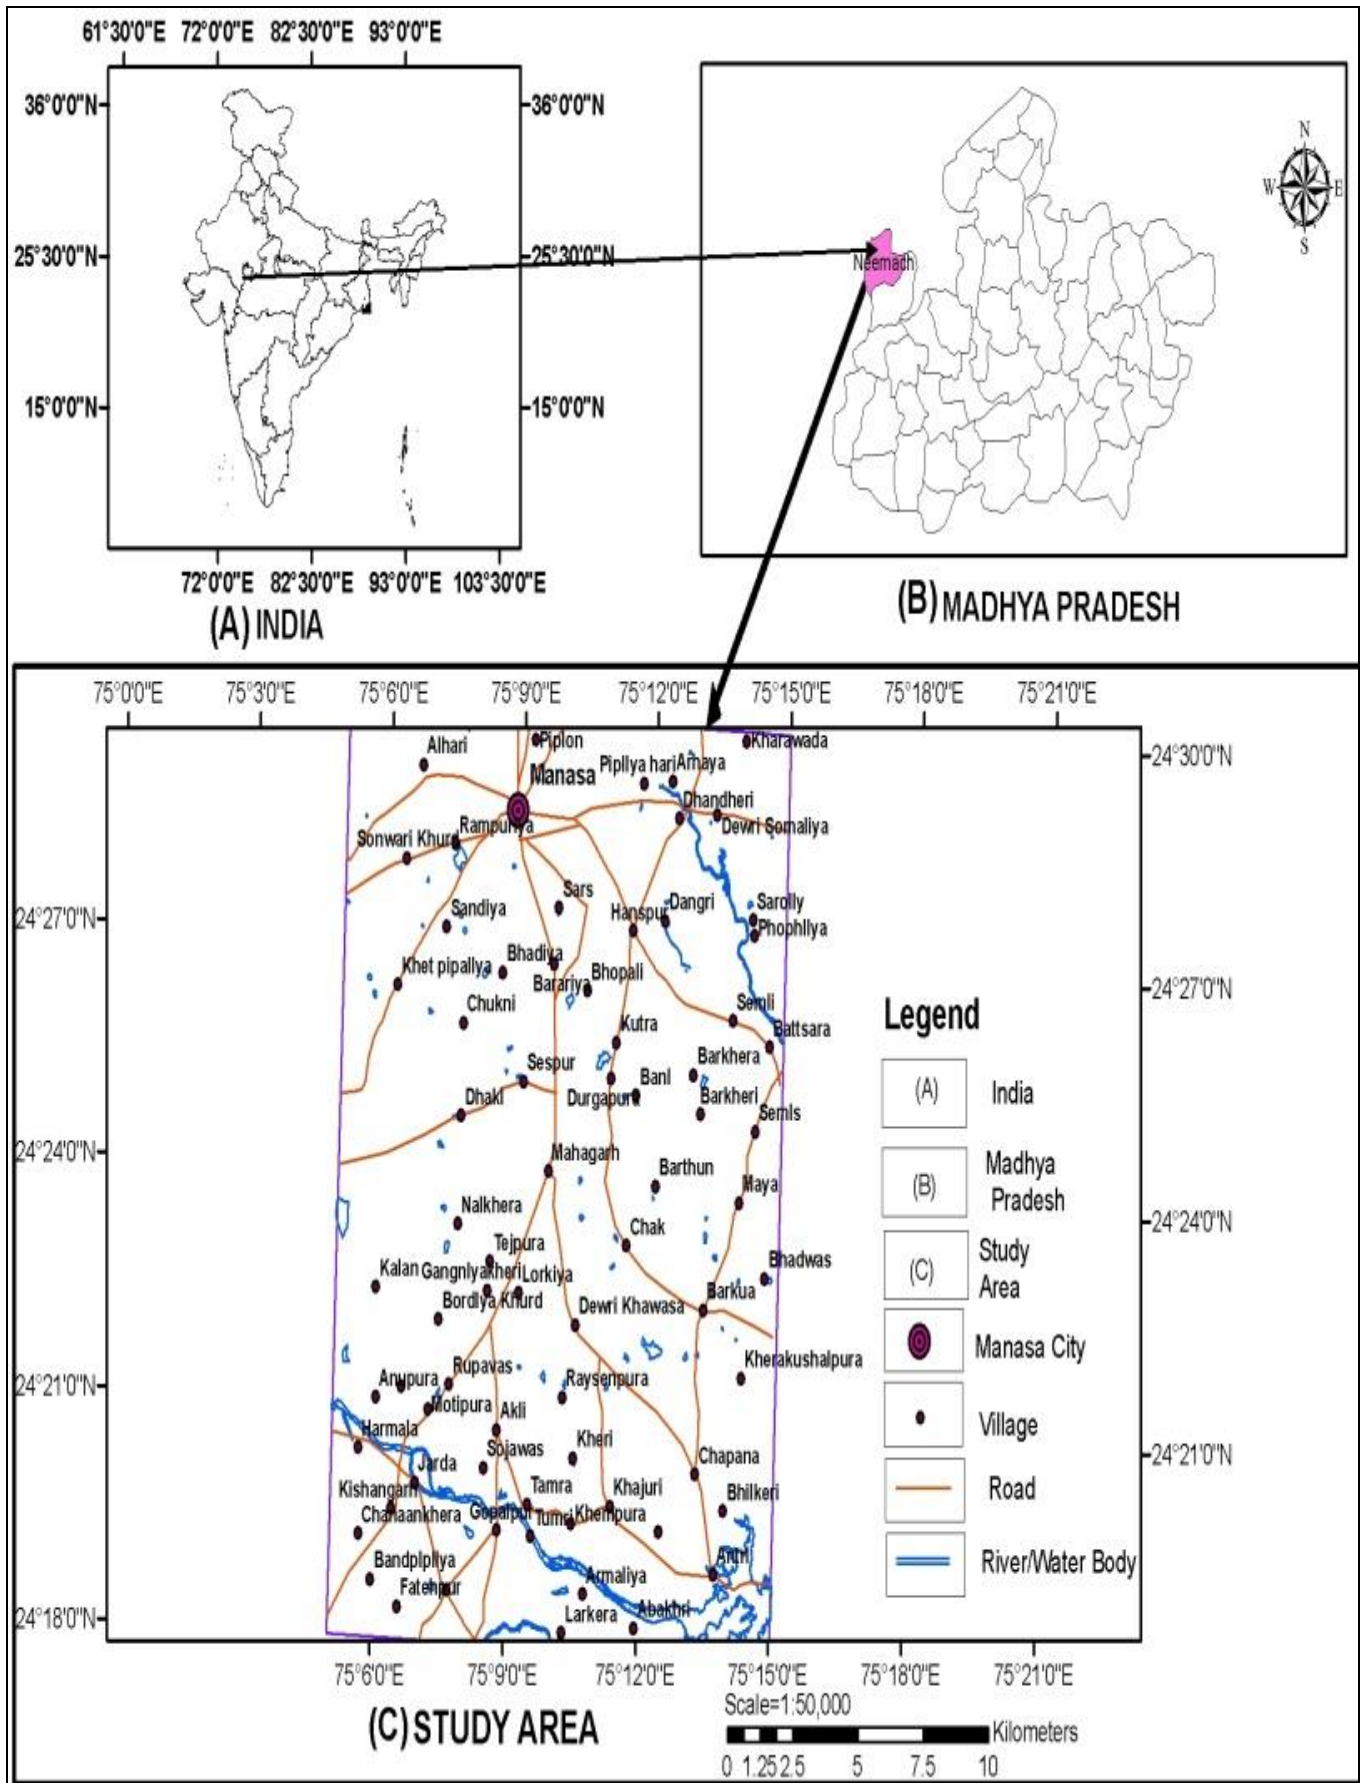 61°30'0"E 72°0'0"E 82°30'0"E 93°0'0"E
36°0'0"N
36°0'0"N
25°30'0"N
25°30'0"N
15°0'0"N
15°0'0"N
72°0'0"E 82°30'0"E 93°0'0"E 103°30'0"E
(A) INDIA
N
W E
S
Neemach
(B) MADHYA PRADESH
75°0'0"E 75°3'0"E 75°6'0"E 75°9'0"E 75°12'0"E 75°15'0"E 75°18'0"E 75°21'0"E
24°30'0"N
24°27'0"N
24°27'0"N
24°24'0"N
24°24'0"N
24°21'0"N
24°21'0"N
24°18'0"N
Alhari
Piplon
Kharawada
Manasa
Pipllya hari
Amaya
Dhandheri
Dewri Somaliya
Rampuriya
Sonwari Khurd
Sars
Dangri
Sarolly
Sandiya
Hanspur
Phophllya
Bhadiya
Khet pipallya
Barariya
Bhopali
Chukni
Semli
Kutra
Battsara
Sespur
Banl
Barkhera
Dhakl
Durgapura
Barkheri
Semls
Mahagarh
Barthun
Maya
Nalkhera
Chak
Tejpura
Bhadwas
Kalan
Gangnlyakheri
Lorkiya
Bordlya Khurd
Dewri Khawasa
Barkua
Kherakushalpura
Anupura
Rupavas
Raysenpura
Motipura
Akli
Harmala
Sojawas
Kheri
Jarda
Chapana
Kishangarh
Tamra
Khajuri
Bhilkeri
Gopalpur
Tumri
Khempura
Bandplpllya
Antrl
Fatehpur
Armaliya
Larkera
Abakhri
Legend
(A) India
(B) Madhya
Pradesh
(C) Study
Area
Manasa City
Village
Road
River/Water Body
75°6'0"E 75°9'0"E 75°12'0"E 75°15'0"E 75°18'0"E 75°21'0"E
(C) STUDY AREA
Scale=1:50,000
Kilometers
0 1.25 2.5 5 7.5 10